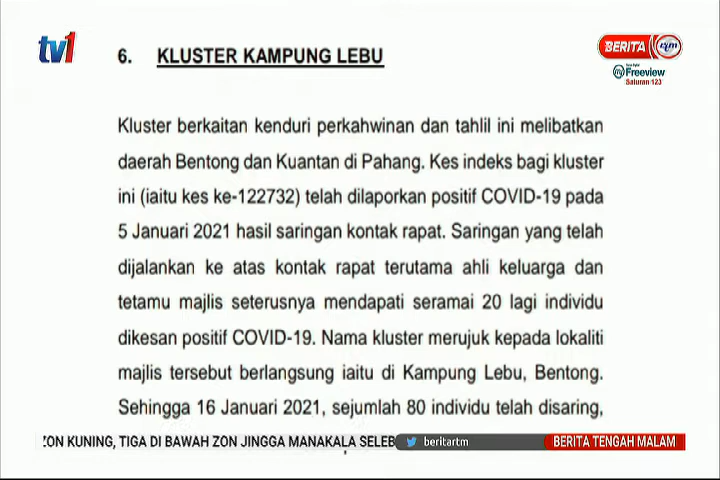 tv1
BERITA rtm
myFreeview
Saluran 123
6. KLUSTER KAMPUNG LEBU
Kluster berkaitan kenduri perkahwinan dan tahlil ini melibatkan
daerah Bentong dan Kuantan di Pahang. Kes indeks bagi kluster
ini (iaitu kes ke-122732) telah dilaporkan positif COVID-19 pada
5 Januari 2021 hasil saringan kontak rapat. Saringan yang telah
dijalankan ke atas kontak rapat terutama ahli keluarga dan
tetamu majlis seterusnya mendapati seramai 20 lagi individu
dikesan positif COVID-19. Nama kluster merujuk kepada lokaliti
majlis tersebut berlangsung iaitu di Kampung Lebu, Bentong.
Sehingga 16 Januari 2021, sejumlah 80 individu telah disaring,
ZON KUNING, TIGA DI BAWAH ZON JINGGA MANAKALA SELEB
beritartm
BERITA TENGAH MALAM